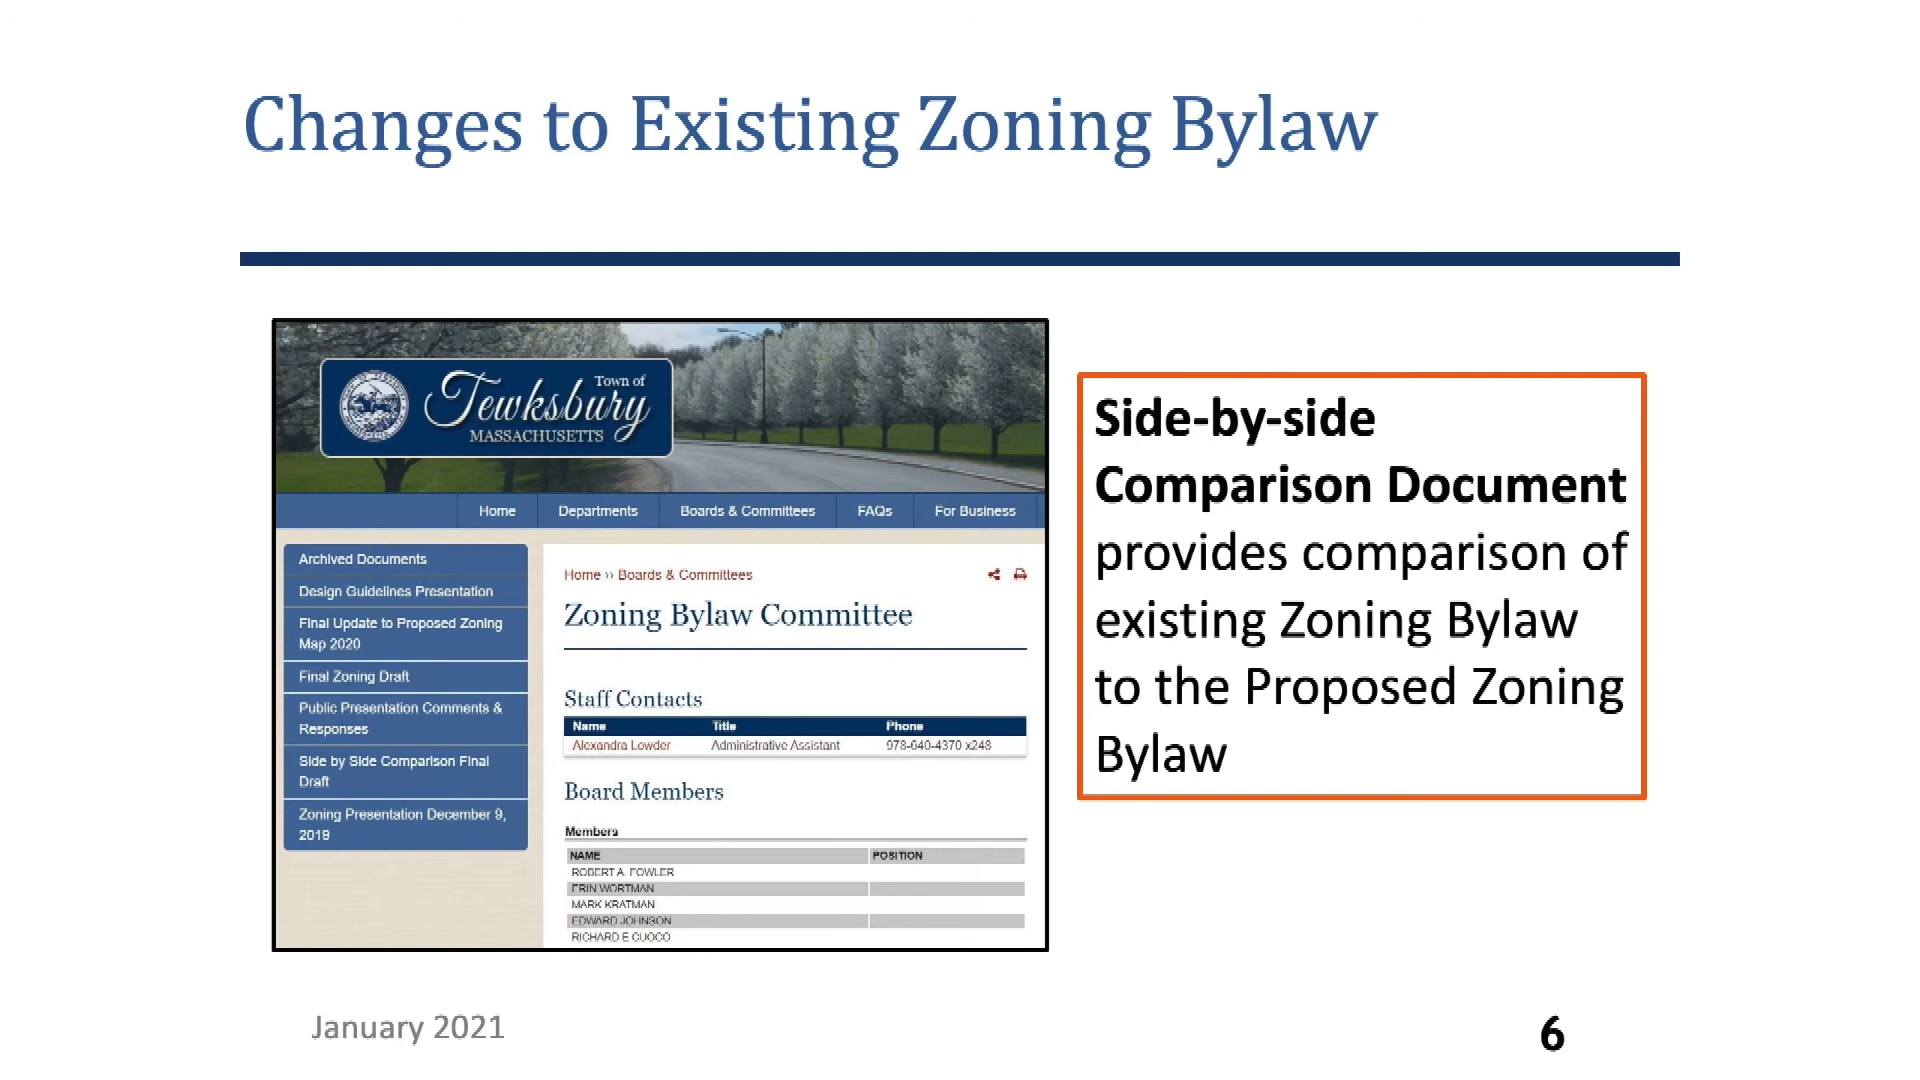 Changes to Existing Zoning Bylaw
Town of
Tewksbury
MASSACHUSETTS
Home
Departments
Boards & Committees
FAQs
For Business
Archived Documents
Design Guidelines Presentation
Final Update to Proposed Zoning
Map 2020
Final Zoning Draft
Public Presentation Comments &
Responses
Side by Side Comparison Final
Draft
Zoning Presentation December 9,
2019
Home ›› Boards & Committees
Zoning Bylaw Committee
Staff Contacts
Name Title Phone
Alexandra Lowder Administrative Assistant 978-640-4370 x248
Board Members
Members
NAME POSITION
ROBERT A. FOWLER
ERIN WORTMAN
MARK KRATMAN
EDWARD JOHNSON
RICHARD E CUOCO
Side-by-side
Comparison Document
provides comparison of
existing Zoning Bylaw
to the Proposed Zoning
Bylaw
January 2021
6